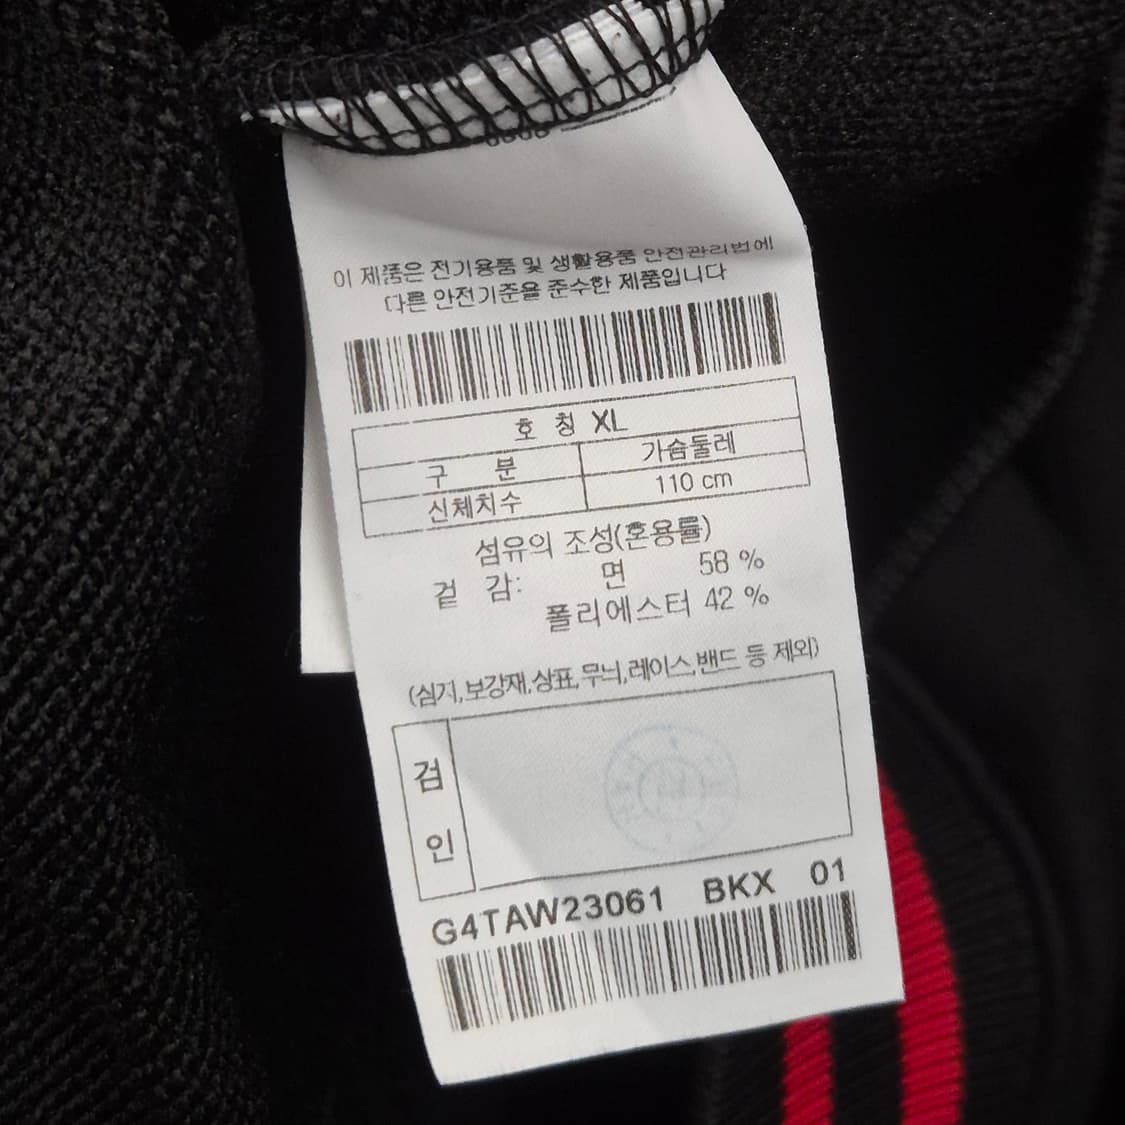 이 제품은 전기용품 및 생활용품 안전관리법에
다른 안전기준을 준수한 제품입니다
호 칭 XL
구 분 가슴둘레
신체치수 110 cm
섬유의 조성(혼용률)
겉 감: 면 58 %
폴리에스터 42 %
(심지,보강재,상표,무늬,레이스,밴드 등 제외)
검
인
G4TAW23061 BKX 01